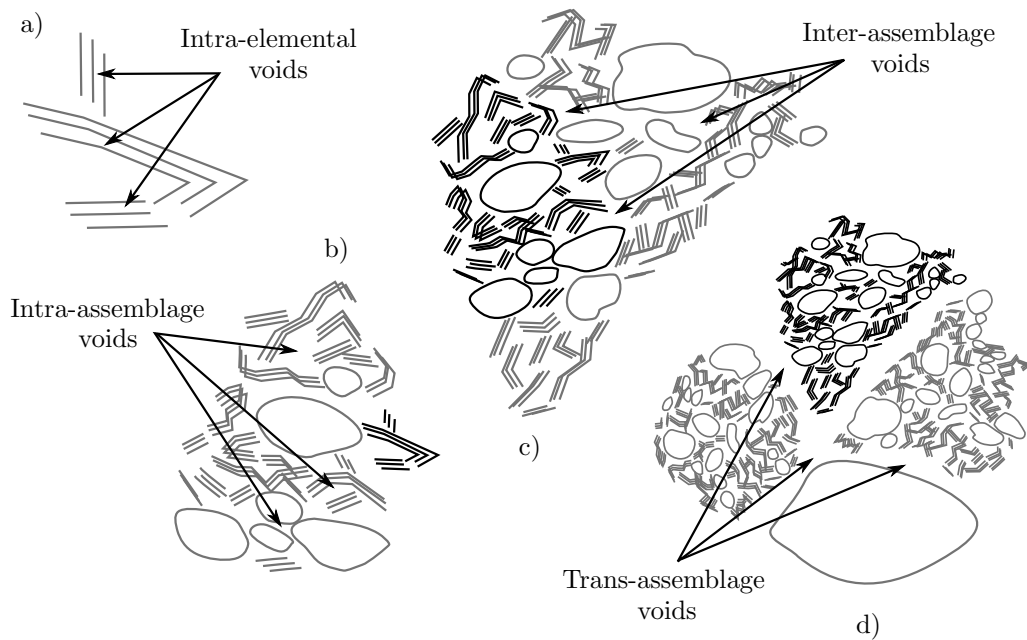 a)
Intra-elemental
voids
Inter-assemblage
voids
b)
Intra-assemblage
voids
c)
Trans-assemblage
voids
d)